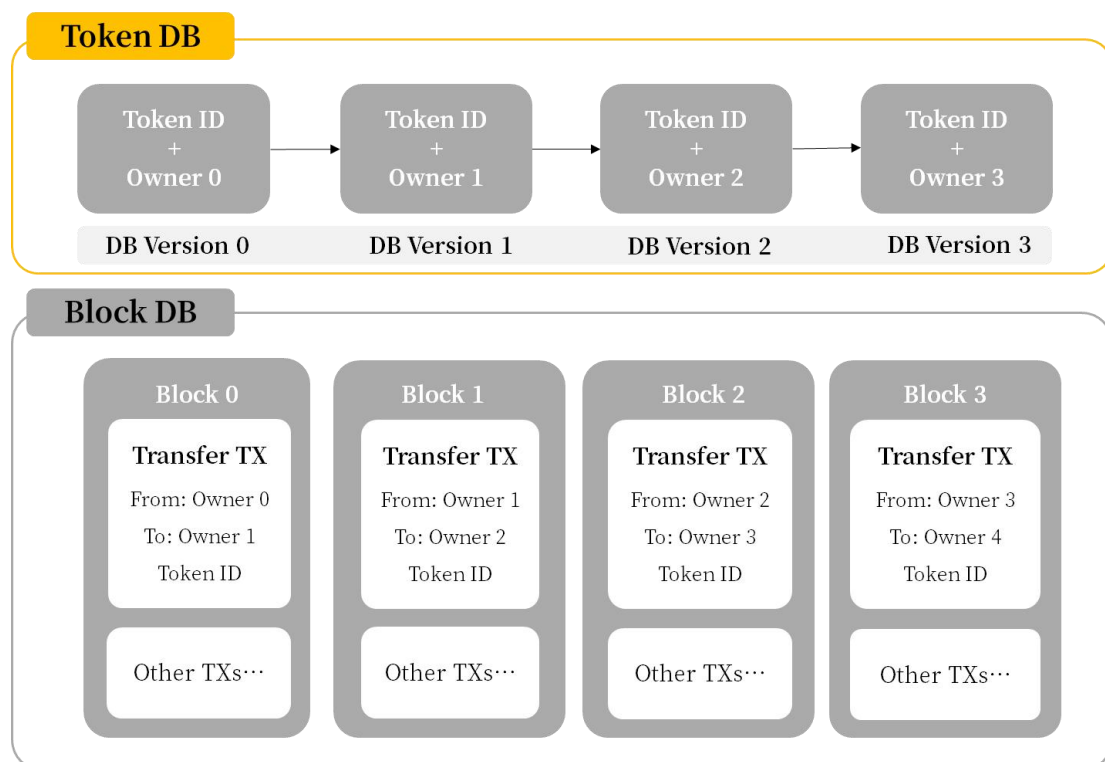 Token DB
Token ID
+
Owner 0
Token ID
+
Owner 1
Token ID
+
Owner 2
Token ID
+
Owner 3
DB Version 0
DB Version 1
DB Version 2
DB Version 3
Block DB
Block 0
Transfer TX
From: Owner 0
To: Owner 1
Token ID
Other TXs…
Block 1
Transfer TX
From: Owner 1
To: Owner 2
Token ID
Other TXs…
Block 2
Transfer TX
From: Owner 2
To: Owner 3
Token ID
Other TXs…
Block 3
Transfer TX
From: Owner 3
To: Owner 4
Token ID
Other TXs…